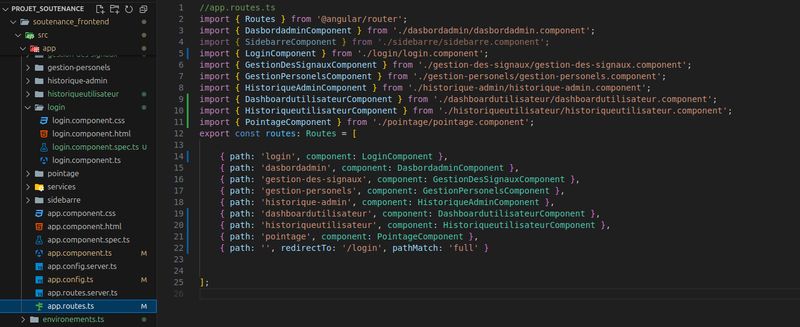 PROJET_SOUTENANCE
soutenance_frontend
src
app
gestion-des-signaux
gestion-personels
historique-admin
historiqueutilisateur
login
login.component.css
login.component.html
login.component.spec.ts U
login.component.ts
pointage
services
sidebarre
app.component.css
app.component.html
app.component.spec.ts
app.component.ts M
app.config.server.ts
app.config.ts M
app.routes.server.ts
app.routes.ts M
environements.ts
1 //app.routes.ts
2 import { Routes } from '@angular/router';
3 import { DasbordadminComponent } from './dasbordadmin/dasbordadmin.component';
4 import { SidebarreComponent } from './sidebarre/sidebarre.component';
5 import { LoginComponent } from './login/login.component';
6 import { GestionDesSignauxComponent } from './gestion-des-signaux/gestion-des-signaux.component';
7 import { GestionPersonelsComponent } from './gestion-personels/gestion-personels.component';
8 import { HistoriqueAdminComponent } from './historique-admin/historique-admin.component';
9 import { DashboardutilisateurComponent } from './dashboardutilisateur/dashboardutilisateur.component';
10 import { HistoriqueutilisateurComponent } from './historiqueutilisateur/historiqueutilisateur.component';
11 import { PointageComponent } from './pointage/pointage.component';
12 export const routes: Routes = [
13
14 { path: 'login', component: LoginComponent },
15 { path: 'dasbordadmin', component: DasbordadminComponent },
16 { path: 'gestion-des-signaux', component: GestionDesSignauxComponent },
17 { path: 'gestion-personels', component: GestionPersonelsComponent },
18 { path: 'historique-admin', component: HistoriqueAdminComponent },
19 { path: 'dashboardutilisateur', component: DashboardutilisateurComponent },
20 { path: 'historiqueutilisateur', component: HistoriqueutilisateurComponent },
21 { path: 'pointage', component: PointageComponent },
22 { path: '', redirectTo: '/login', pathMatch: 'full' }
23
24
25 ];
26